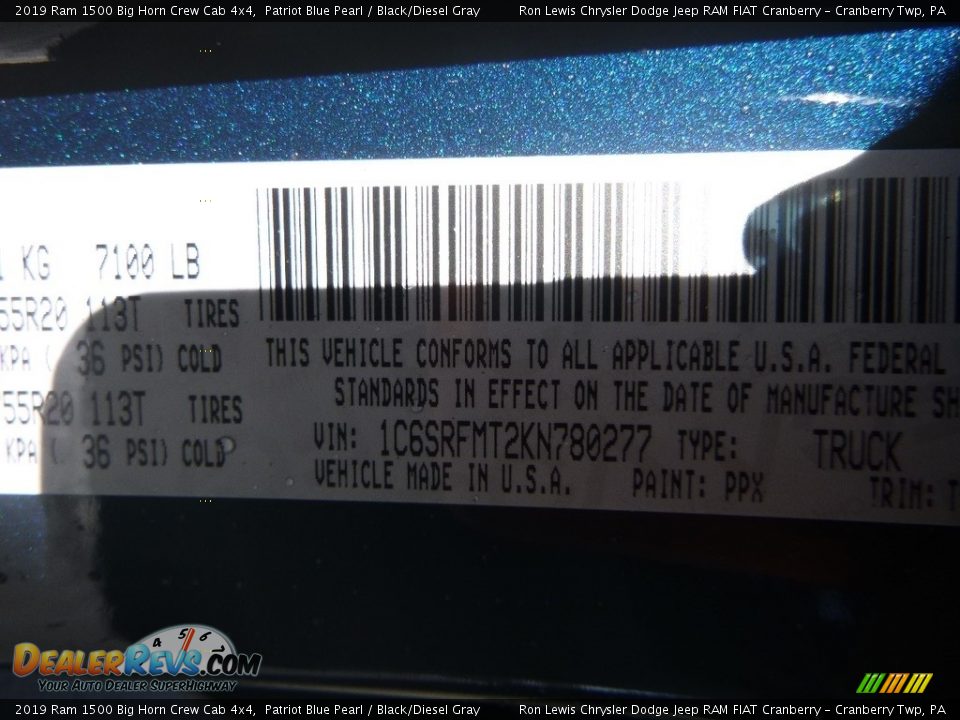 2019 Ram 1500 Big Horn Crew Cab 4x4, Patriot Blue Pearl / Black/Diesel Gray Ron Lewis Chrysler Dodge Jeep RAM FIAT Cranberry - Cranberry Twp, PA
KG 7100 LB
55R20 113T TIRES
KPA ( 36 PSI) COLD
55R20 113T TIRES
KPA ( 36 PSI) COLD
THIS VEHICLE CONFORMS TO ALL APPLICABLE U.S.A. FEDERAL
STANDARDS IN EFFECT ON THE DATE OF MANUFACTURE SH
VIN: 1C6SRFMT2KN780277 TYPE: TRUCK
VEHICLE MADE IN U.S.A. PAINT: PPX TRIM: T
4 5 6
DEALERREVS.COM
YOUR AUTO DEALER SUPERHIGHWAY
2019 Ram 1500 Big Horn Crew Cab 4x4, Patriot Blue Pearl / Black/Diesel Gray Ron Lewis Chrysler Dodge Jeep RAM FIAT Cranberry - Cranberry Twp, PA